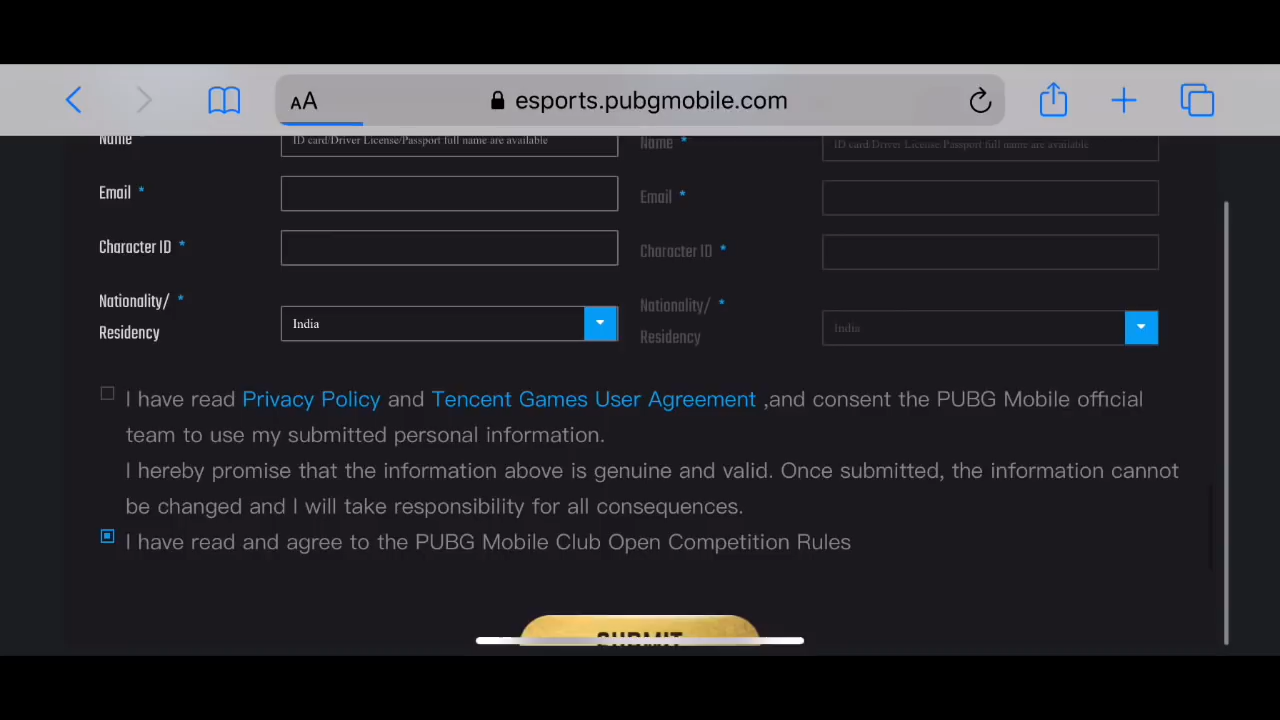 AA esports.pubgmobile.com
Name * ID card/Driver License/Passport full name are available Name * ID card/Driver License/Passport full name are available
Email * Email *
Character ID * Character ID *
Nationality/ * Nationality/ *
India India
Residency Residency
I have read Privacy Policy and Tencent Games User Agreement ,and consent the PUBG Mobile official
team to use my submitted personal information.
I hereby promise that the information above is genuine and valid. Once submitted, the information cannot
be changed and I will take responsibility for all consequences.
I have read and agree to the PUBG Mobile Club Open Competition Rules
SUBMIT